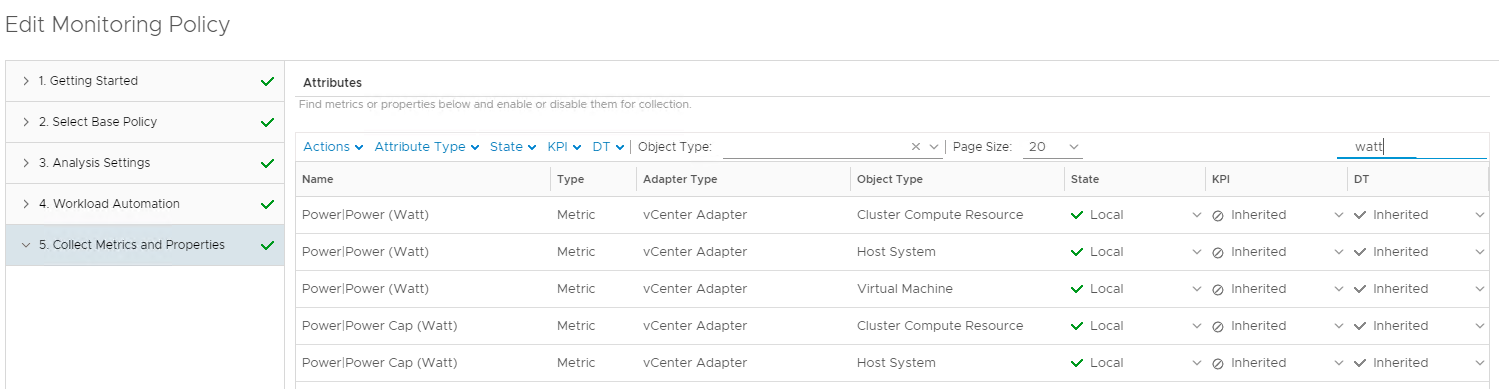 Edit Monitoring Policy
1. Getting Started
2. Select Base Policy
3. Analysis Settings
4. Workload Automation
5. Collect Metrics and Properties
Attributes
Find metrics or properties below and enable or disable them for collection.
Actions Attribute Type State KPI DT | Object Type: | Page Size: 20 watt
Name Type Adapter Type Object Type State KPI DT
Power|Power (Watt) Metric vCenter Adapter Cluster Compute Resource Local Inherited Inherited
Power|Power (Watt) Metric vCenter Adapter Host System Local Inherited Inherited
Power|Power (Watt) Metric vCenter Adapter Virtual Machine Local Inherited Inherited
Power|Power Cap (Watt) Metric vCenter Adapter Cluster Compute Resource Local Inherited Inherited
Power|Power Cap (Watt) Metric vCenter Adapter Host System Local Inherited Inherited